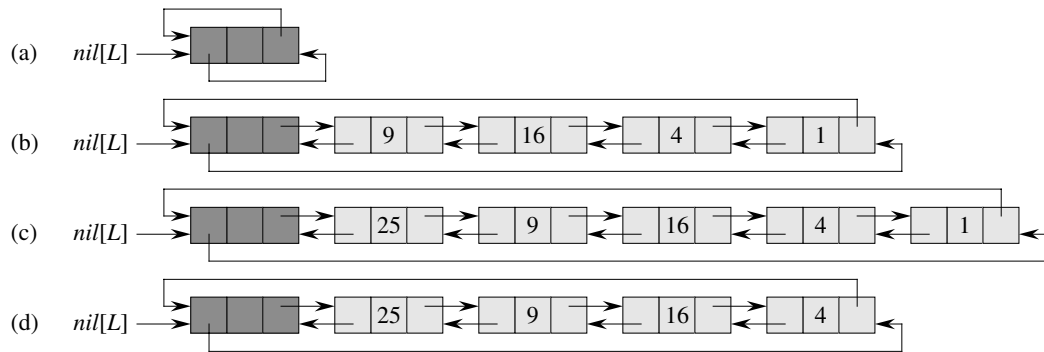 (a) nil[L]
(b) nil[L] 9 16 4 1
(c) nil[L] 25 9 16 4 1
(d) nil[L] 25 9 16 4